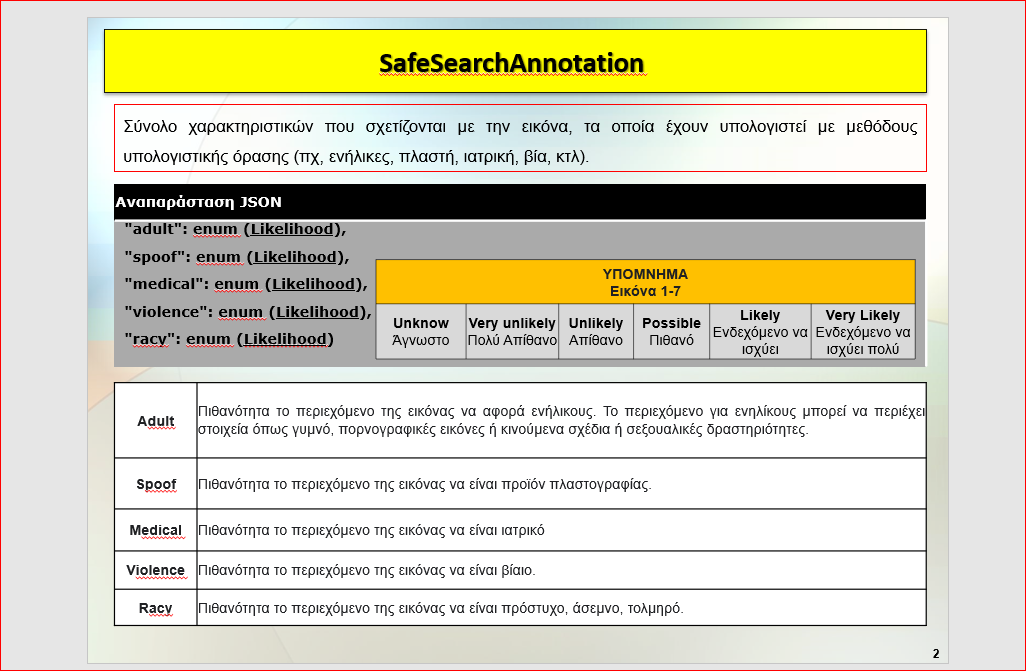 SafeSearchAnnotation
Σύνολο χαρακτηριστικών που σχετίζονται με την εικόνα, τα οποία έχουν υπολογιστεί με μεθόδους
υπολογιστικής όρασης (πχ, ενήλικες, πλαστή, ιατρική, βία, κτλ).
Αναπαράσταση JSON
"adult": enum (Likelihood),
"spoof": enum (Likelihood),
"medical": enum (Likelihood),
"violence": enum (Likelihood),
"racy": enum (Likelihood)
ΥΠΟΜΝΗΜΑ
Εικόνα 1-7
Unknow
Άγνωστο
Very unlikely
Πολύ Απίθανο
Unlikely
Απίθανο
Possible
Πιθανό
Likely
Ενδεχόμενο να
ισχύει
Very Likely
Ενδεχόμενο να
ισχύει πολύ
Adult
Πιθανότητα το περιεχόμενο της εικόνας να αφορά ενήλικους. Το περιεχόμενο για ενηλίκους μπορεί να περιέχει
στοιχεία όπως γυμνό, πορνογραφικές εικόνες ή κινούμενα σχέδια ή σεξουαλικές δραστηριότητες.
Spoof
Πιθανότητα το περιεχόμενο της εικόνας να είναι προϊόν πλαστογραφίας.
Medical
Πιθανότητα το περιεχόμενο της εικόνας να είναι ιατρικό
Violence
Πιθανότητα το περιεχόμενο της εικόνας να είναι βίαιο.
Racy
Πιθανότητα το περιεχόμενο της εικόνας να είναι πρόστυχο, άσεμνο, τολμηρό.
2